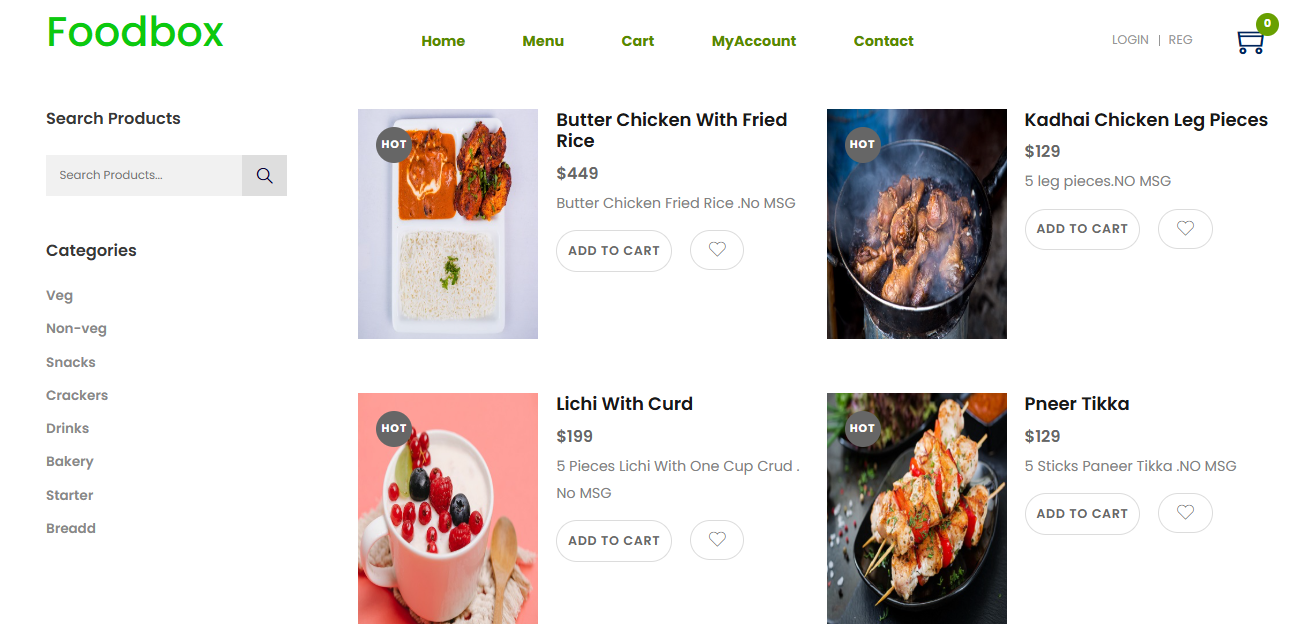 Foodbox
Home
Menu
Cart
MyAccount
Contact
LOGIN | REG
0
Search Products
Search Products...
Categories
Veg
Non-veg
Snacks
Crackers
Drinks
Bakery
Starter
Breadd
HOT
Butter Chicken With Fried
Rice
$449
Butter Chicken Fried Rice .No MSG
ADD TO CART
HOT
Kadhai Chicken Leg Pieces
$129
5 leg pieces.NO MSG
ADD TO CART
HOT
Lichi With Curd
$199
5 Pieces Lichi With One Cup Crud .
No MSG
ADD TO CART
HOT
Pneer Tikka
$129
5 Sticks Paneer Tikka .NO MSG
ADD TO CART